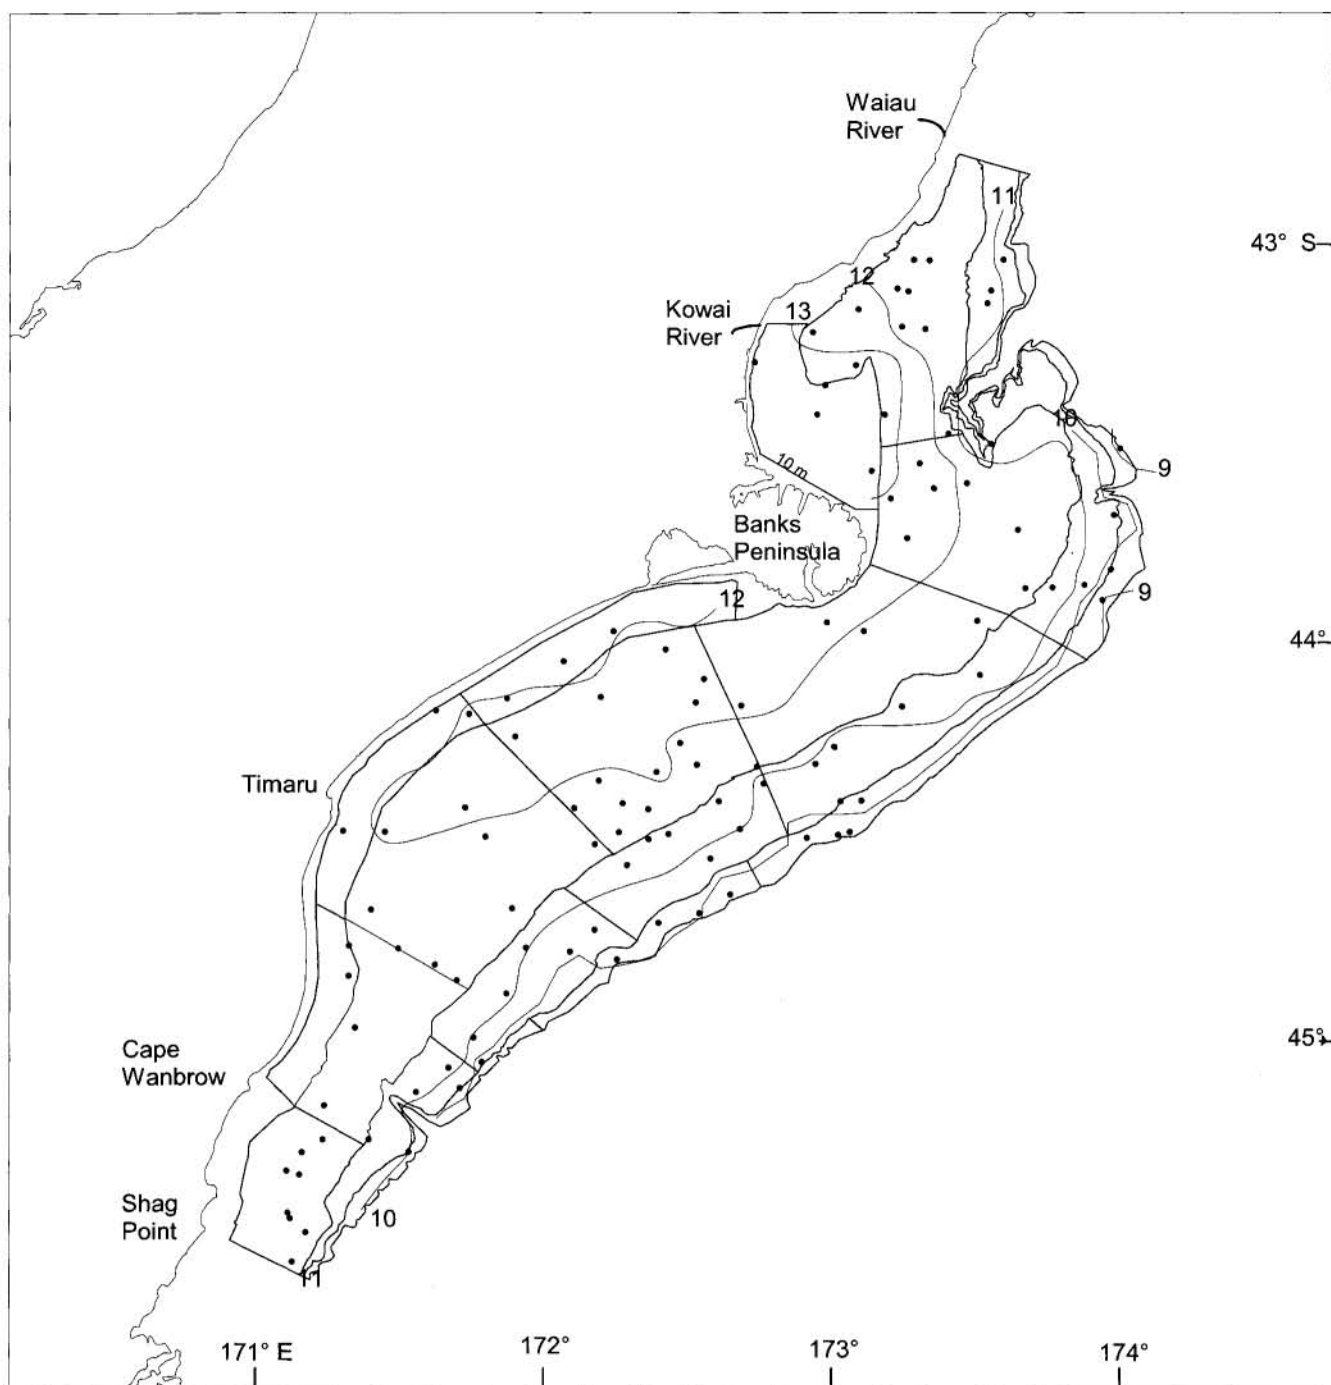 Waiau
River
11
43° S
12
Kowai
River
13
10
9
10 m
Banks
Peninsula
9
12
44°
Timaru
45°
Cape
Wanbrow
Shag
Point
10
11
171° E
172°
173°
174°